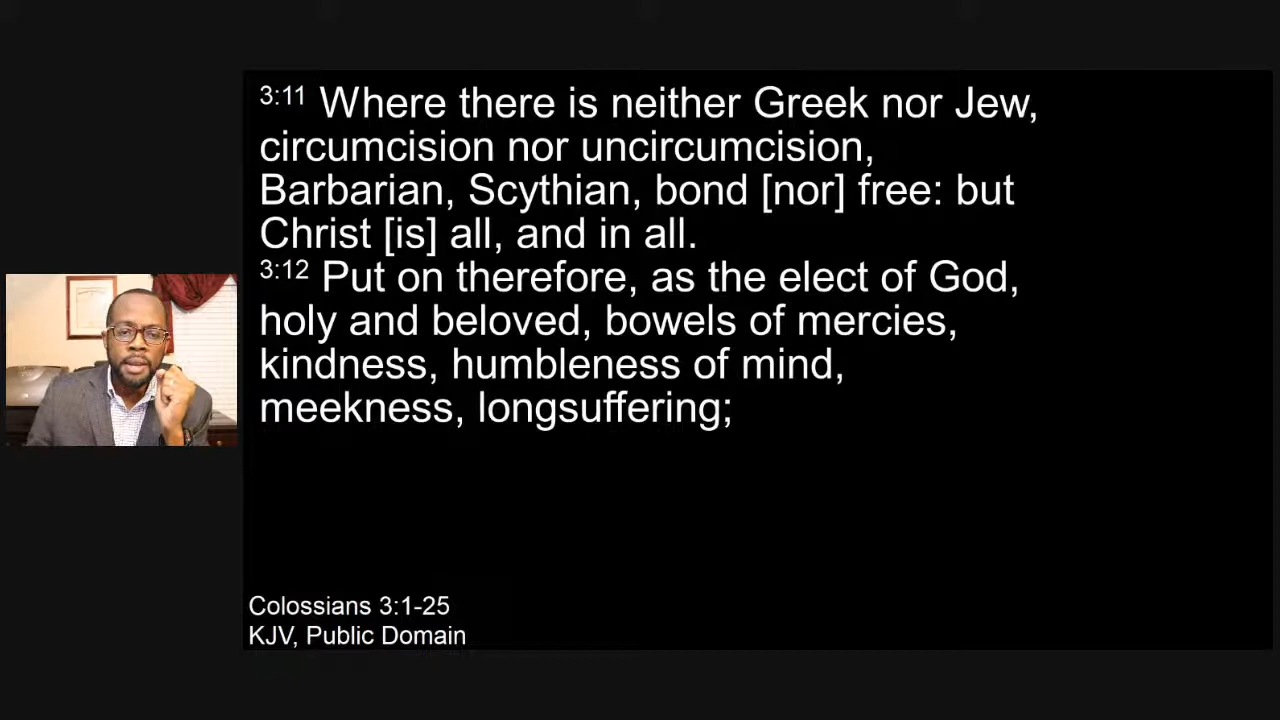 3:11 Where there is neither Greek nor Jew,
circumcision nor uncircumcision,
Barbarian, Scythian, bond [nor] free: but
Christ [is] all, and in all.
3:12 Put on therefore, as the elect of God,
holy and beloved, bowels of mercies,
kindness, humbleness of mind,
meekness, longsuffering;
Colossians 3:1-25
KJV, Public Domain